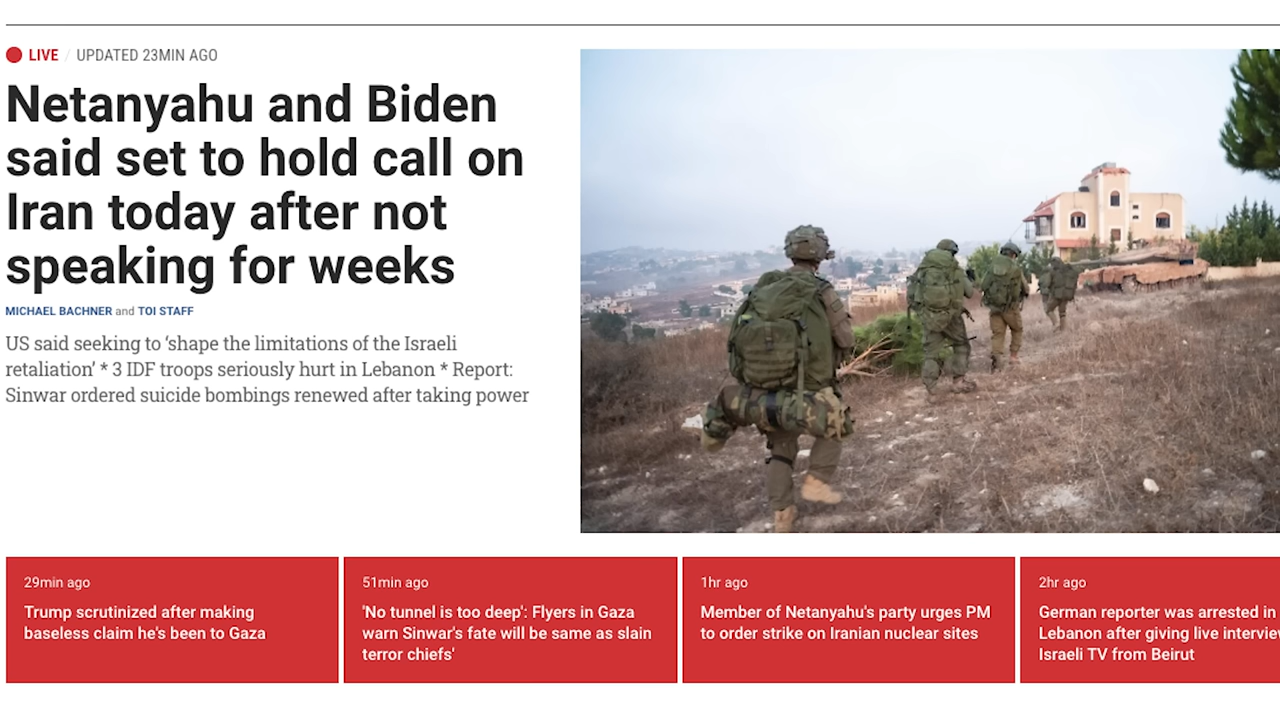 LIVE / UPDATED 23MIN AGO
Netanyahu and Biden
said set to hold call on
Iran today after not
speaking for weeks
MICHAEL BACHNER and TOI STAFF
US said seeking to ‘shape the limitations of the Israeli
retaliation’ * 3 IDF troops seriously hurt in Lebanon * Report:
Sinwar ordered suicide bombings renewed after taking power
29min ago
Trump scrutinized after making
baseless claim he's been to Gaza
51min ago
'No tunnel is too deep': Flyers in Gaza
warn Sinwar's fate will be same as slain
terror chiefs'
1hr ago
Member of Netanyahu's party urges PM
to order strike on Iranian nuclear sites
2hr ago
German reporter was arrested in
Lebanon after giving live intervie
Israeli TV from Beirut